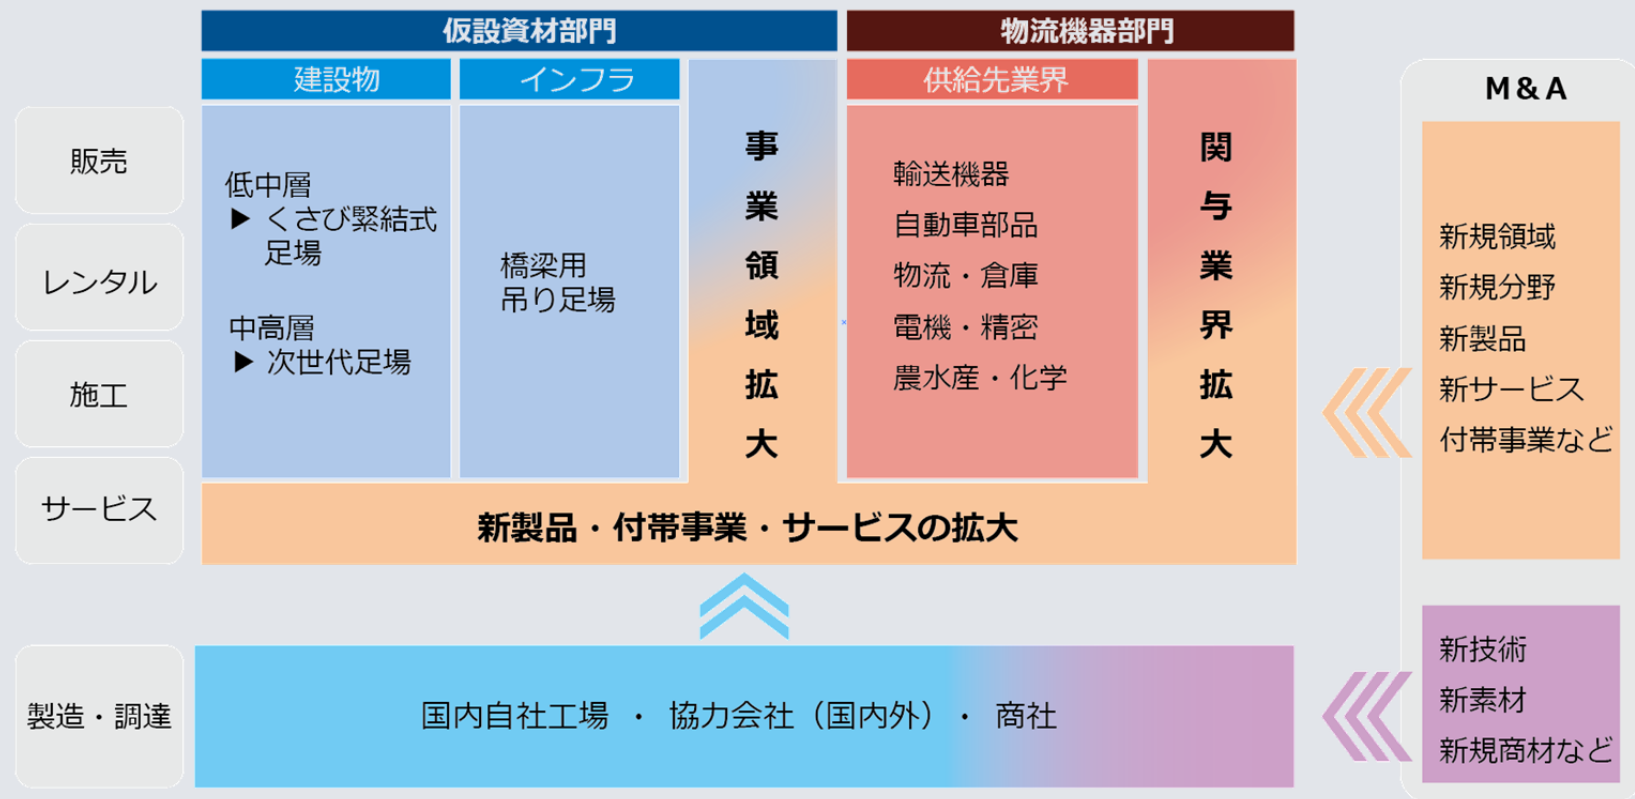 仮設資材部門
物流機器部門
建設物
インフラ
供給先業界
M&A
販売
レンタル
施工
サービス
低中層
▶ くさび緊結式
足場
中高層
▶ 次世代足場
橋梁用
吊り足場
事業領域拡大
輸送機器
自動車部品
物流・倉庫
電機・精密
農水産・化学
関与業界拡大
新規領域
新規分野
新製品
新サービス
付帯事業など
新製品・付帯事業・サービスの拡大
製造・調達
国内自社工場 ・ 協力会社（国内外）・ 商社
新技術
新素材
新規商材など